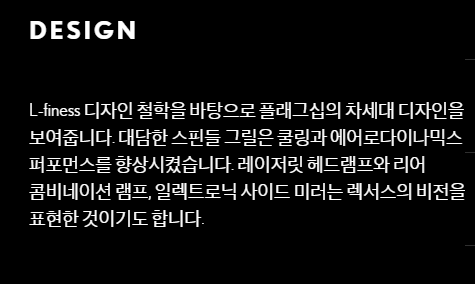 DESIGN
L-finess 디자인 철학을 바탕으로 플래그십의 차세대 디자인을
보여줍니다. 대담한 스핀들 그릴은 쿨링과 에어로다이나믹스
퍼포먼스를 향상시켰습니다. 레이저릿 헤드램프와 리어
콤비네이션 램프, 일렉트로닉 사이드 미러는 렉서스의 비전을
표현한 것이기도 합니다.